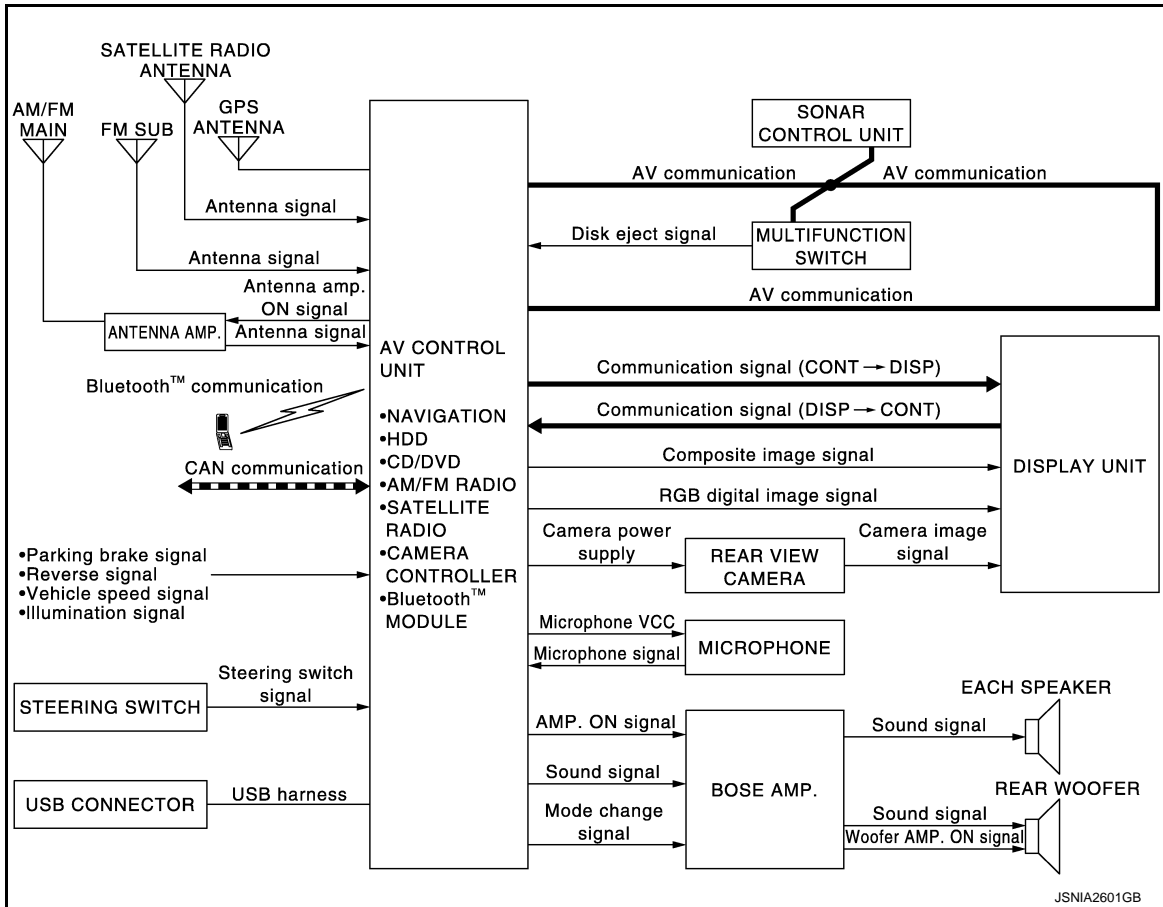 SATELLITE RADIO
ANTENNA
AM/FM
MAIN
FM SUB
GPS
ANTENNA
Antenna signal
Antenna signal
Antenna amp.
ON signal
ANTENNA AMP.
Antenna signal
Bluetooth™ communication
CAN communication
•Parking brake signal
•Reverse signal
•Vehicle speed signal
•Illumination signal
Steering switch
signal
STEERING SWITCH
USB CONNECTOR
USB harness
AV CONTROL
UNIT
•NAVIGATION
•HDD
•CD/DVD
•AM/FM RADIO
•SATELLITE
RADIO
•CAMERA
CONTROLLER
•Bluetooth™
MODULE
SONAR
CONTROL UNIT
AV communication
AV communication
Disk eject signal
MULTIFUNCTION
SWITCH
AV communication
Communication signal (CONT → DISP)
Communication signal (DISP → CONT)
Composite image signal
RGB digital image signal
DISPLAY UNIT
Camera power
supply
REAR VIEW
CAMERA
Camera image
signal
Microphone VCC
Microphone signal
MICROPHONE
AMP. ON signal
Sound signal
Mode change
signal
BOSE AMP.
EACH SPEAKER
Sound signal
REAR WOOFER
Sound signal
Woofer AMP. ON signal
JSNIA2601GB